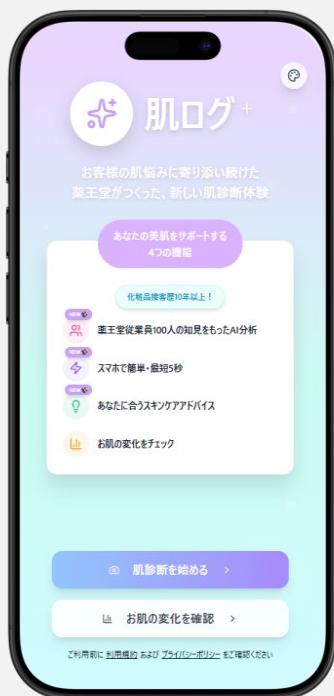 肌ログ
お客様の肌悩みに寄り添い続けた
薬王堂がつくった、新しい肌診断体験
あなたの美肌をサポートする
4つの機能
化粧品接客歴10年以上！
NEW
薬王堂従業員100人の知見をもったAI分析
NEW
スマホで簡単・最短5秒
NEW
あなたに合うスキンケアアドバイス
お肌の変化をチェック
肌診断を始める
お肌の変化を確認
ご利用前に 利用規約 および プライバシーポリシー をご確認ください